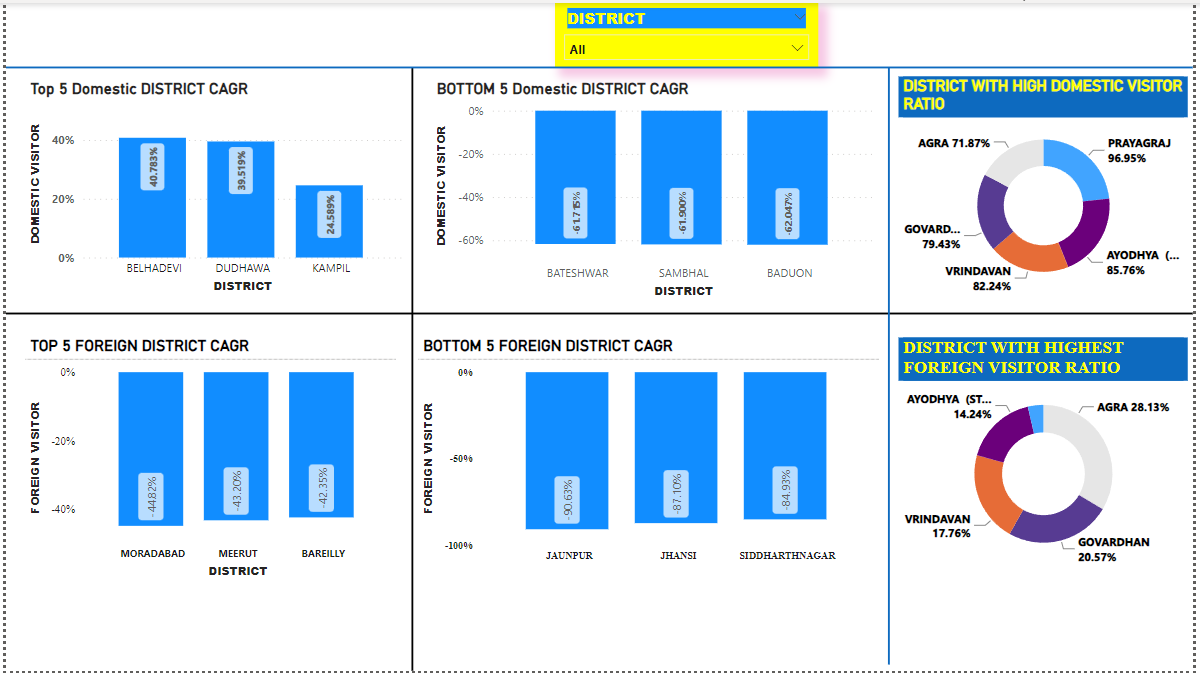 DISTRICT
All
Top 5 Domestic DISTRICT CAGR
DOMESTIC VISITOR
40%
20%
0%
40.783%
39.519%
24.589%
BELHADEVI
DUDHAWA
KAMPIL
DISTRICT
BOTTOM 5 Domestic DISTRICT CAGR
DOMESTIC VISITOR
0%
-20%
-40%
-60%
-61.715%
-61.900%
-62.047%
BATESHWAR
SAMBHAL
BADUON
DISTRICT
DISTRICT WITH HIGH DOMESTIC VISITOR
RATIO
AGRA 71.87%
PRAYAGRAJ
96.95%
GOVARD...
79.43%
AYODHYA (...
85.76%
VRINDAVAN
82.24%
TOP 5 FOREIGN DISTRICT CAGR
FOREIGN VISITOR
0%
-20%
-40%
-44.82%
-43.20%
-42.35%
MORADABAD
MEERUT
BAREILLY
DISTRICT
BOTTOM 5 FOREIGN DISTRICT CAGR
FOREIGN VISITOR
0%
-50%
-100%
-90.63%
-87.10%
-84.93%
JAUNPUR
JHANSI
SIDDHARTHNAGAR
DISTRICT WITH HIGHEST
FOREIGN VISITOR RATIO
AYODHYA (ST...
14.24%
AGRA 28.13%
VRINDAVAN
17.76%
GOVARDHAN
20.57%